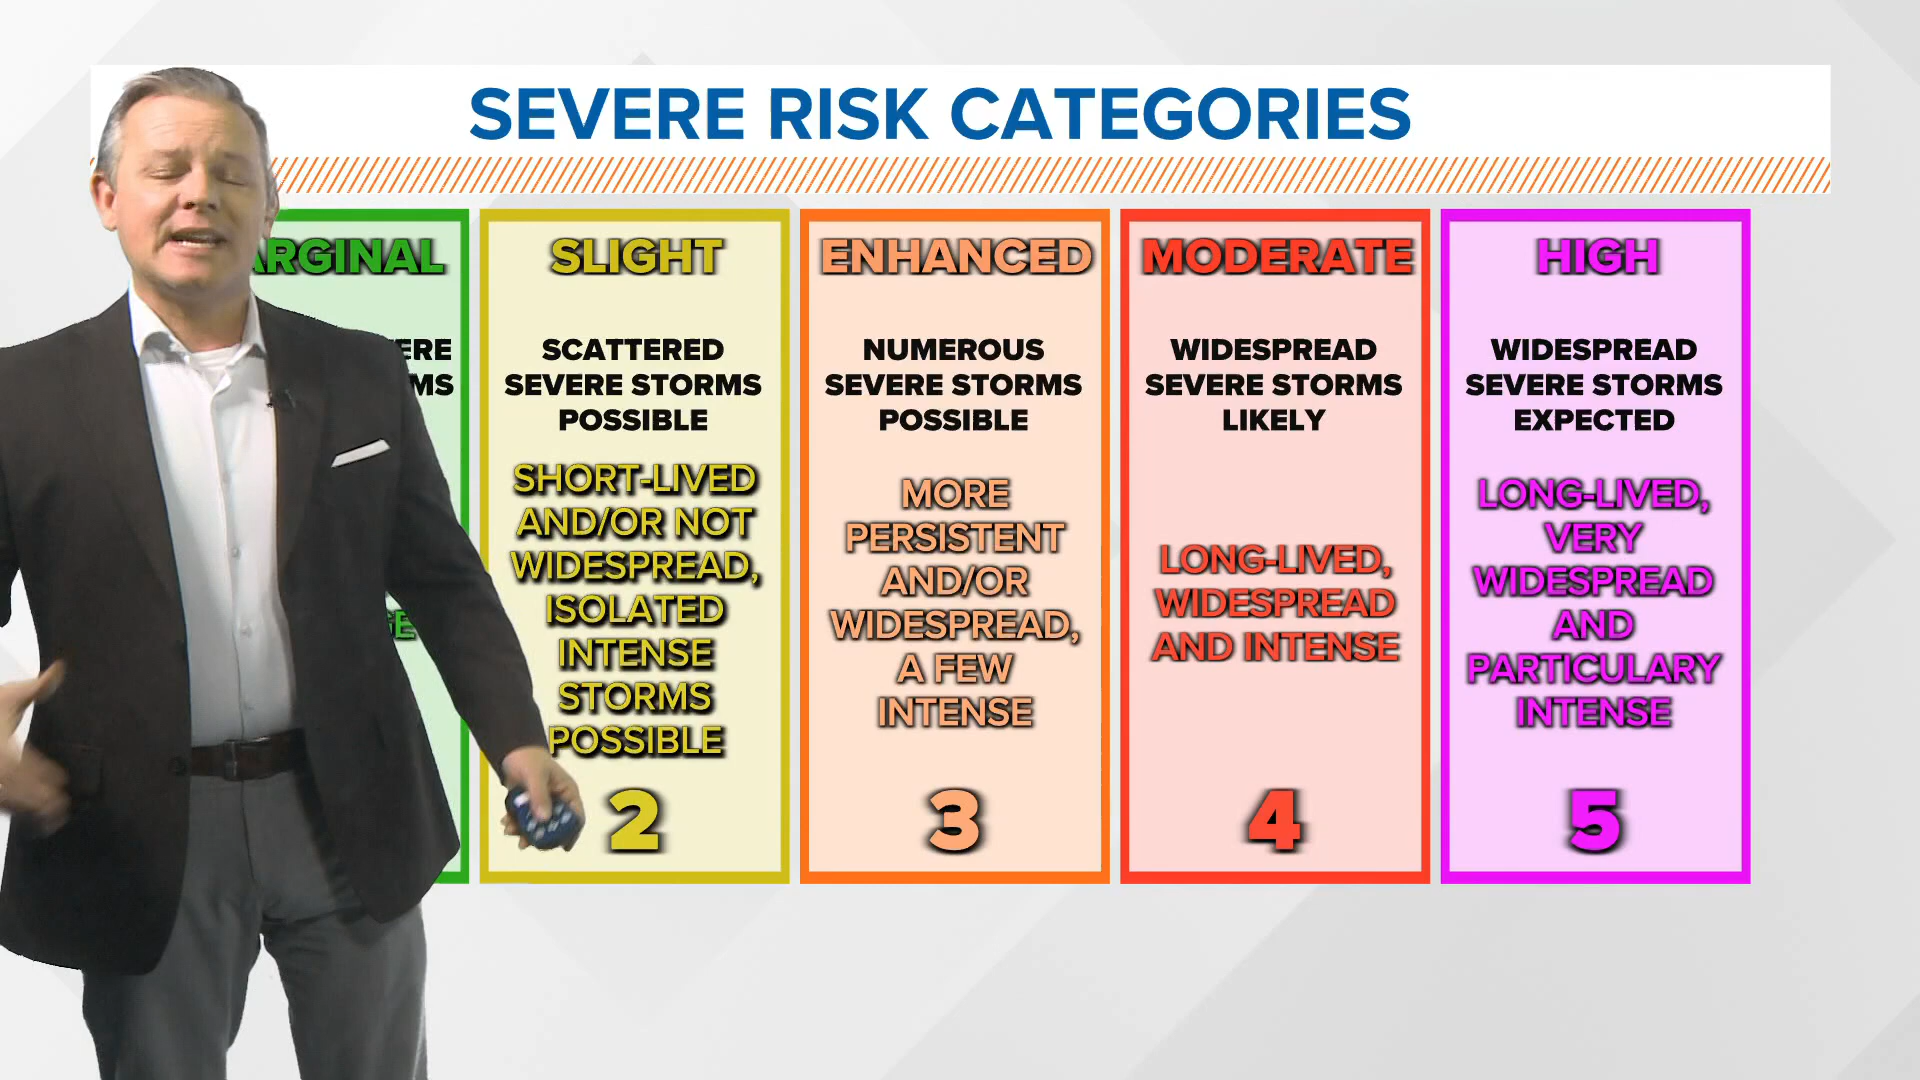 SEVERE RISK CATEGORIES
ARGINAL
ERE
MS
GE
SLIGHT
SCATTERED
SEVERE STORMS
POSSIBLE
SHORT-LIVED
AND/OR NOT
WIDESPREAD,
ISOLATED
INTENSE
STORMS
POSSIBLE
2
ENHANCED
NUMEROUS
SEVERE STORMS
POSSIBLE
MORE
PERSISTENT
AND/OR
WIDESPREAD,
A FEW
INTENSE
3
MODERATE
WIDESPREAD
SEVERE STORMS
LIKELY
LONG-LIVED,
WIDESPREAD
AND INTENSE
4
HIGH
WIDESPREAD
SEVERE STORMS
EXPECTED
LONG-LIVED,
VERY
WIDESPREAD
AND
PARTICULARY
INTENSE
5